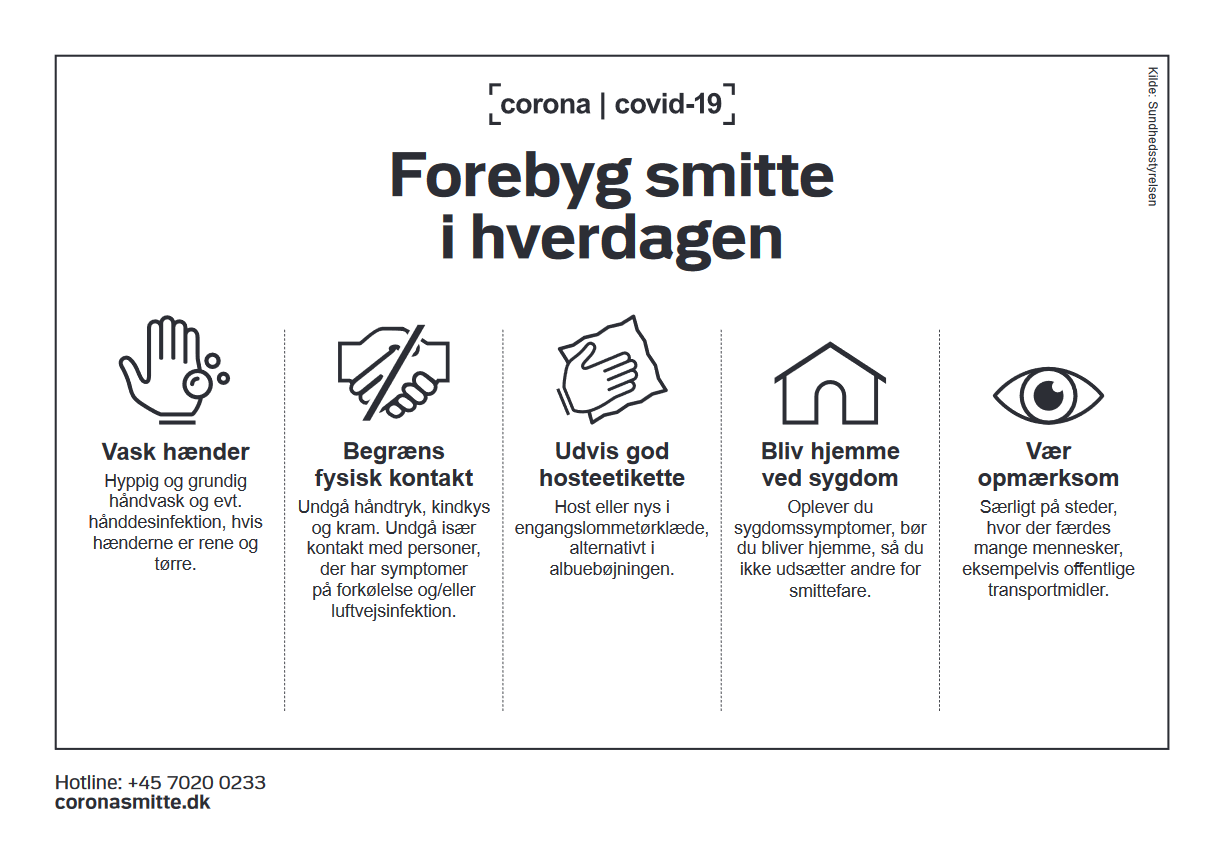 corona | covid-19
Kilde: Sundhedsstyrelsen
Forebyg smitte
i hverdagen
Vask hænder
Hyppig og grundig
håndvask og evt.
hånddesinfektion, hvis
hænderne er rene og
tørre.
Begræns
fysisk kontakt
Undgå håndtryk, kindkys
og kram. Undgå især
kontakt med personer,
der har symptomer
på forkølelse og/eller
luftvejsinfektion.
Udvis god
hosteetikette
Host eller nys i
engangslommetørklæde,
alternativt i
albuebøjningen.
Bliv hjemme
ved sygdom
Oplever du
sygdomssymptomer, bør
du bliver hjemme, så du
ikke udsætter andre for
smittefare.
Vær
opmærksom
Særligt på steder,
hvor der færdes
mange mennesker,
eksempelvis offentlige
transportmidler.
Hotline: +45 7020 0233
coronasmitte.dk